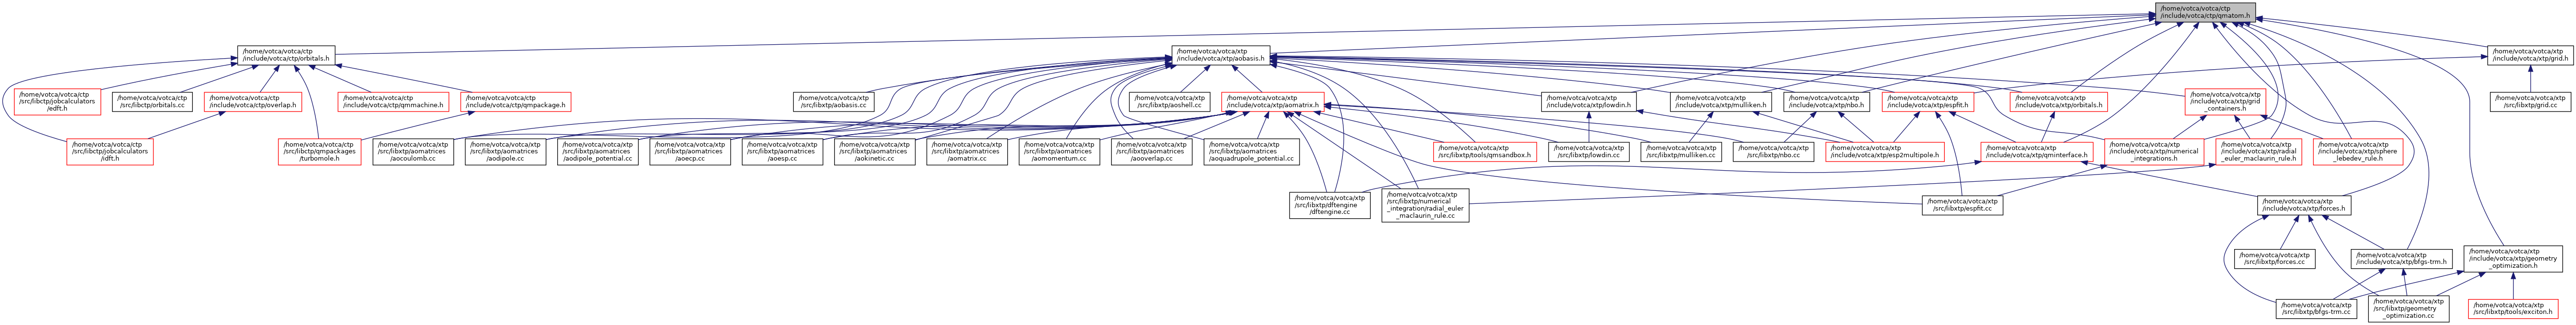 /home/votca/votca/ctp
/include/votca/ctp/qmatom.h
/home/votca/votca/ctp
/include/votca/ctp/orbitals.h
/home/votca/votca/xtp
/include/votca/xtp/aobasis.h
/home/votca/votca/xtp
/include/votca/xtp/grid.h
/home/votca/votca/ctp
/src/libctp/jobcalculators
/edft.h
/home/votca/votca/ctp
/src/libctp/orbitals.cc
/home/votca/votca/ctp
/include/votca/ctp/overlap.h
/home/votca/votca/ctp
/include/votca/ctp/qmmachine.h
/home/votca/votca/ctp
/include/votca/ctp/qmpackage.h
/home/votca/votca/xtp
/src/libxtp/aobasis.cc
/home/votca/votca/xtp
/src/libxtp/aoshell.cc
/home/votca/votca/xtp
/include/votca/xtp/aomatrix.h
/home/votca/votca/xtp
/include/votca/xtp/lowdin.h
/home/votca/votca/xtp
/include/votca/xtp/mulliken.h
/home/votca/votca/xtp
/include/votca/xtp/nbo.h
/home/votca/votca/xtp
/include/votca/xtp/espfit.h
/home/votca/votca/xtp
/include/votca/xtp/orbitals.h
/home/votca/votca/xtp
/include/votca/xtp/grid
_containers.h
/home/votca/votca/xtp
/src/libxtp/grid.cc
/home/votca/votca/ctp
/src/libctp/jobcalculators
/idft.h
/home/votca/votca/ctp
/src/libctp/qmpackages
/turbomole.h
/home/votca/votca/xtp
/src/libxtp/aomatrices
/aocoulomb.cc
/home/votca/votca/xtp
/src/libxtp/aomatrices
/aodipole.cc
/home/votca/votca/xtp
/src/libxtp/aomatrices
/aodipole_potential.cc
/home/votca/votca/xtp
/src/libxtp/aomatrices
/aoecp.cc
/home/votca/votca/xtp
/src/libxtp/aomatrices
/aoesp.cc
/home/votca/votca/xtp
/src/libxtp/aomatrices
/aokinetic.cc
/home/votca/votca/xtp
/src/libxtp/aomatrices
/aomatrix.cc
/home/votca/votca/xtp
/src/libxtp/aomatrices
/aomomentum.cc
/home/votca/votca/xtp
/src/libxtp/aomatrices
/aooverlap.cc
/home/votca/votca/xtp
/src/libxtp/aomatrices
/aoquadrupole_potential.cc
/home/votca/votca/xtp
/src/libxtp/tools/qmsandbox.h
/home/votca/votca/xtp
/src/libxtp/lowdin.cc
/home/votca/votca/xtp
/src/libxtp/mulliken.cc
/home/votca/votca/xtp
/src/libxtp/nbo.cc
/home/votca/votca/xtp
/include/votca/xtp/esp2multipole.h
/home/votca/votca/xtp
/include/votca/xtp/qminterface.h
/home/votca/votca/xtp
/include/votca/xtp/numerical
_integrations.h
/home/votca/votca/xtp
/include/votca/xtp/radial
_euler_maclaurin_rule.h
/home/votca/votca/xtp
/include/votca/xtp/sphere
_lebedev_rule.h
/home/votca/votca/xtp
/src/libxtp/dftengine
/dftengine.cc
/home/votca/votca/xtp
/src/libxtp/numerical
_integration/radial_euler
_maclaurin_rule.cc
/home/votca/votca/xtp
/src/libxtp/espfit.cc
/home/votca/votca/xtp
/include/votca/xtp/forces.h
/home/votca/votca/xtp
/src/libxtp/forces.cc
/home/votca/votca/xtp
/include/votca/xtp/bfgs-trm.h
/home/votca/votca/xtp
/include/votca/xtp/geometry
_optimization.h
/home/votca/votca/xtp
/src/libxtp/bfgs-trm.cc
/home/votca/votca/xtp
/src/libxtp/geometry
_optimization.cc
/home/votca/votca/xtp
/src/libxtp/tools/exciton.h